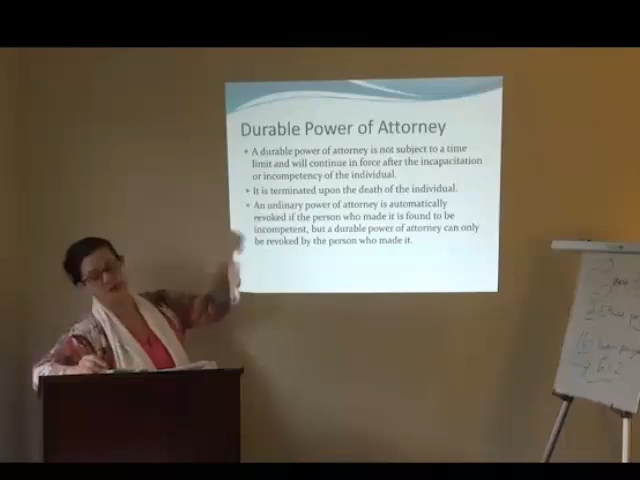 Durable Power of Attorney
• A durable power of attorney is not subject to a time
limit and will continue in force after the incapacitation
or incompetency of the individual.
• It is terminated upon the death of the individual.
• An ordinary power of attorney is automatically
revoked if the person who made it is found to be
incompetent, but a durable power of attorney can only
be revoked by the person who made it.